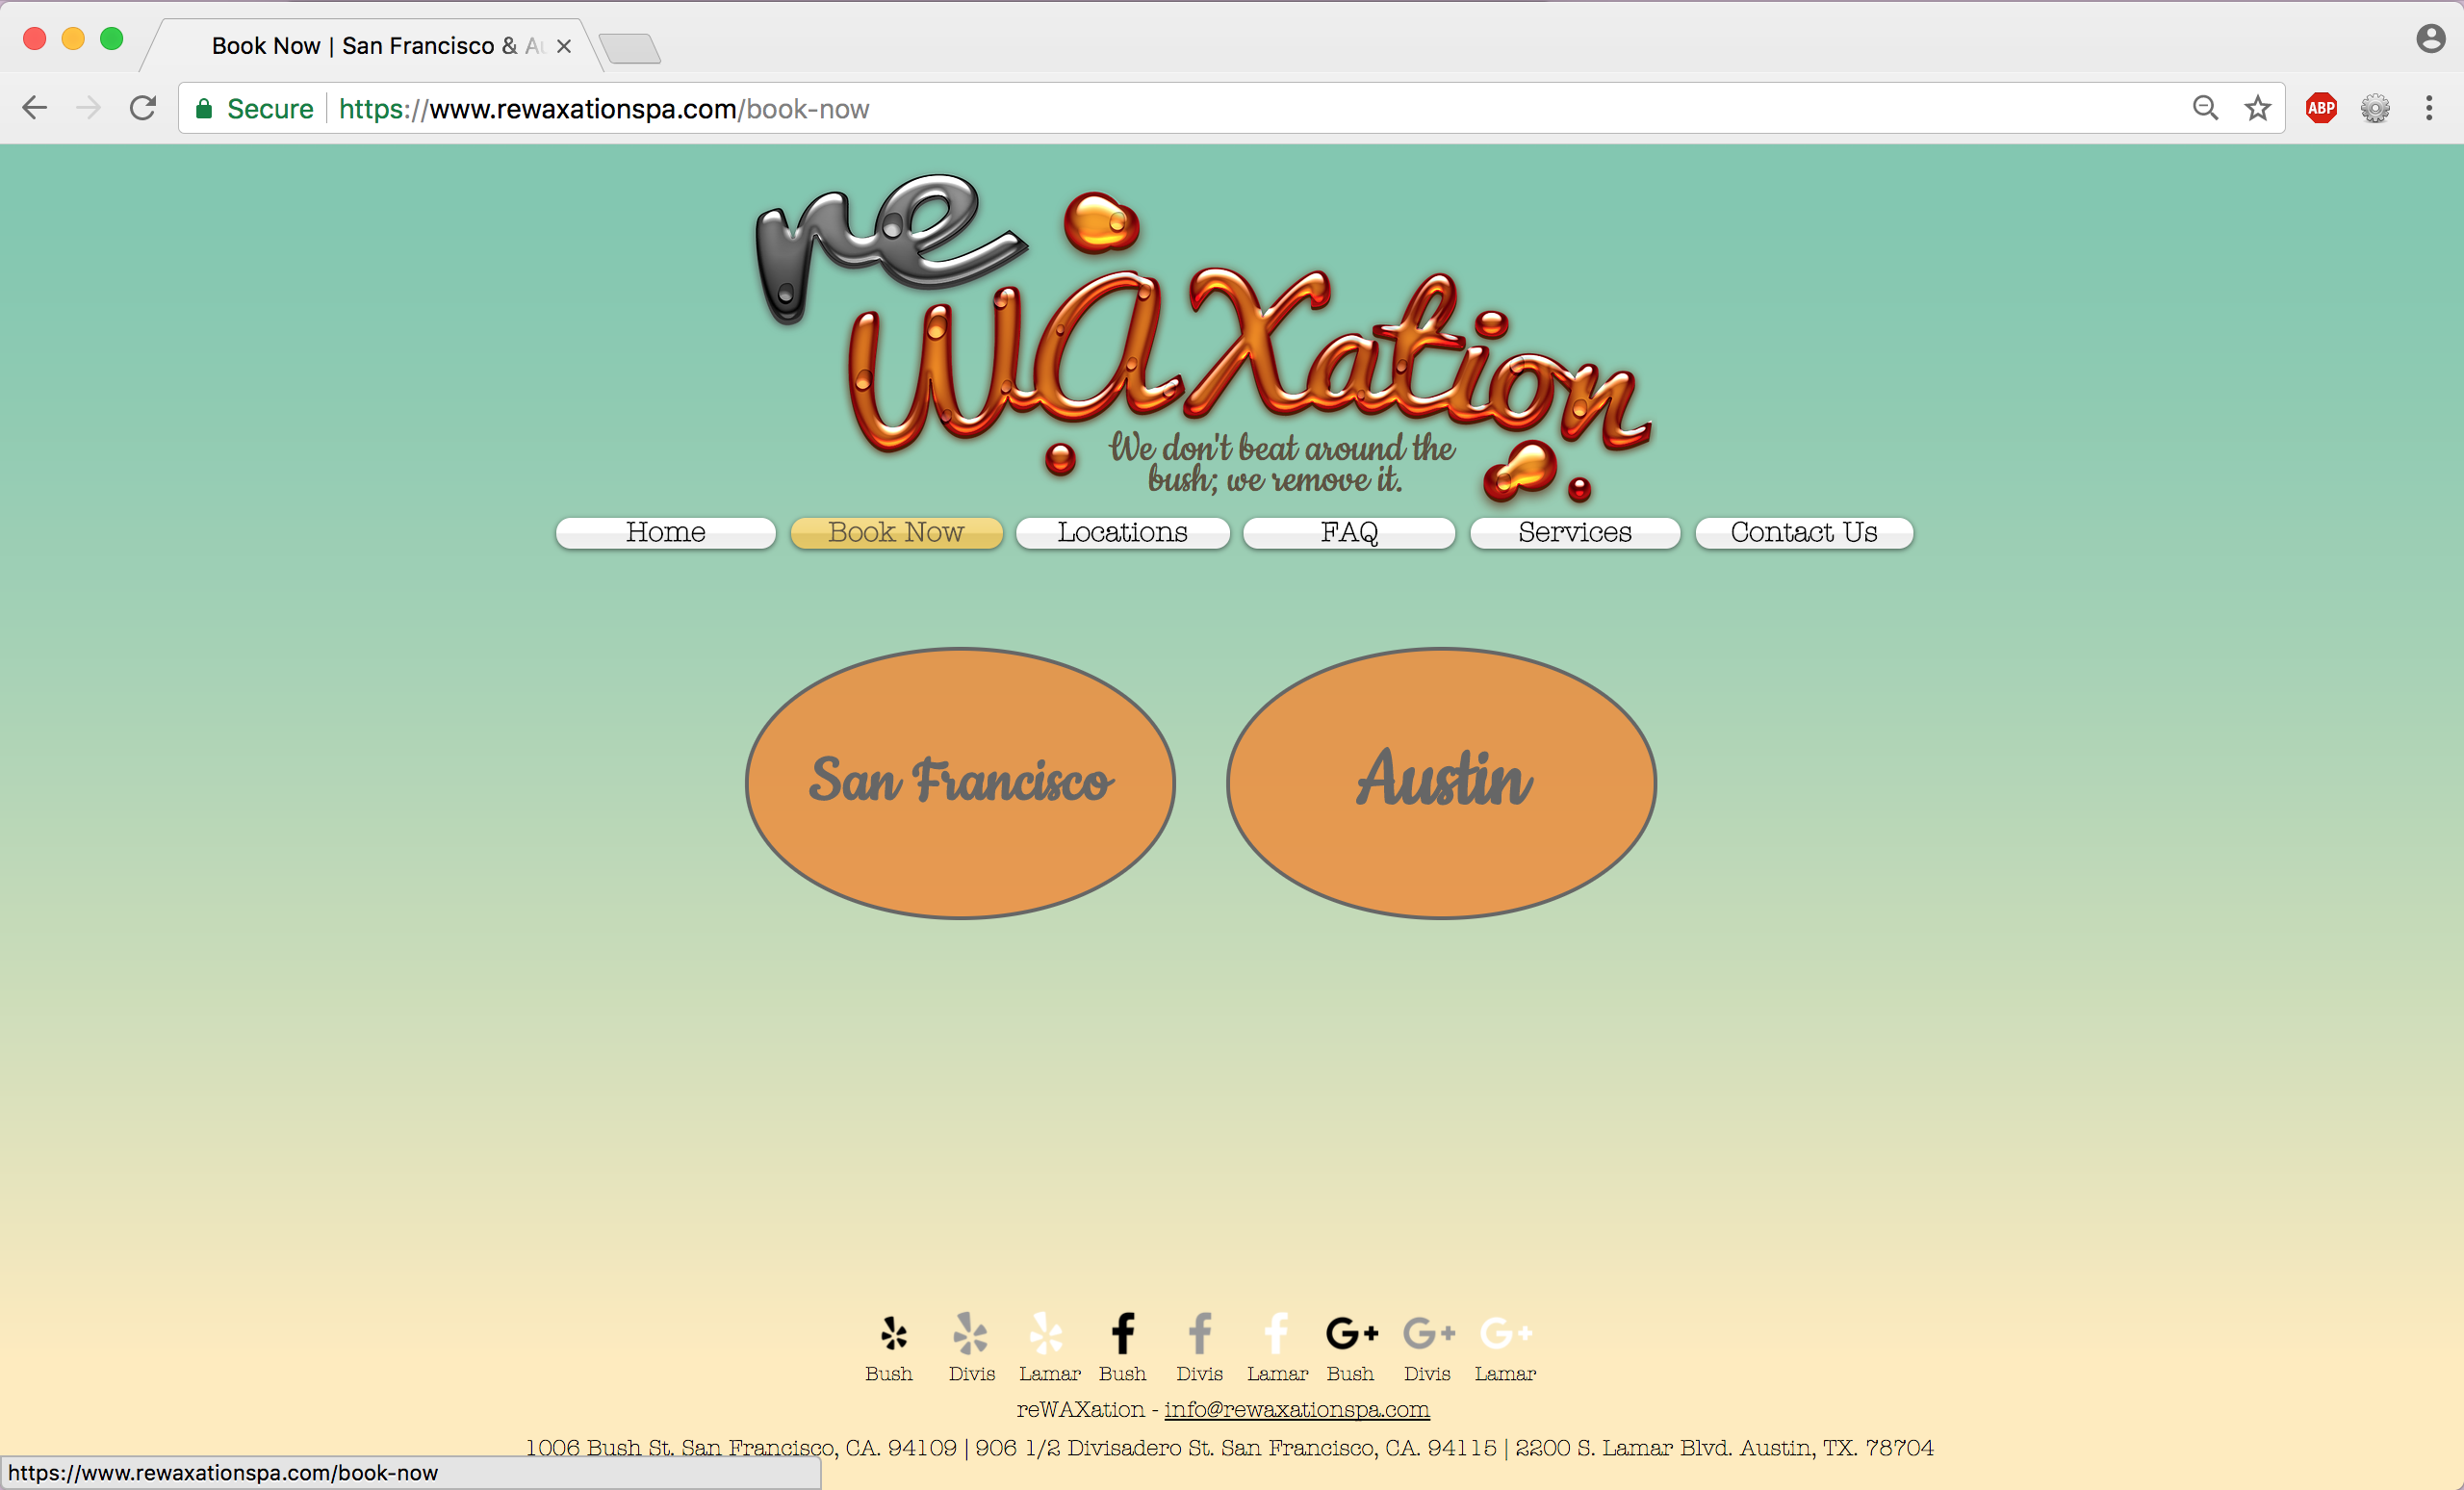 Book Now | San Francisco & Au
Secure https://www.rewaxationspa.com/book-now
ABP
re
waxation
We don't beat around the
bush; we remove it.
Home Book Now Locations FAQ Services Contact Us
San Francisco Austin
f f f G+ G+ G+
Bush Divis Lamar Bush Divis Lamar Bush Divis Lamar
reWAXation - info@rewaxationspa.com
1006 Bush St. San Francisco, CA. 94109 | 906 1/2 Divisadero St. San Francisco, CA. 94115 | 2200 S. Lamar Blvd. Austin, TX. 78704
https://www.rewaxationspa.com/book-now